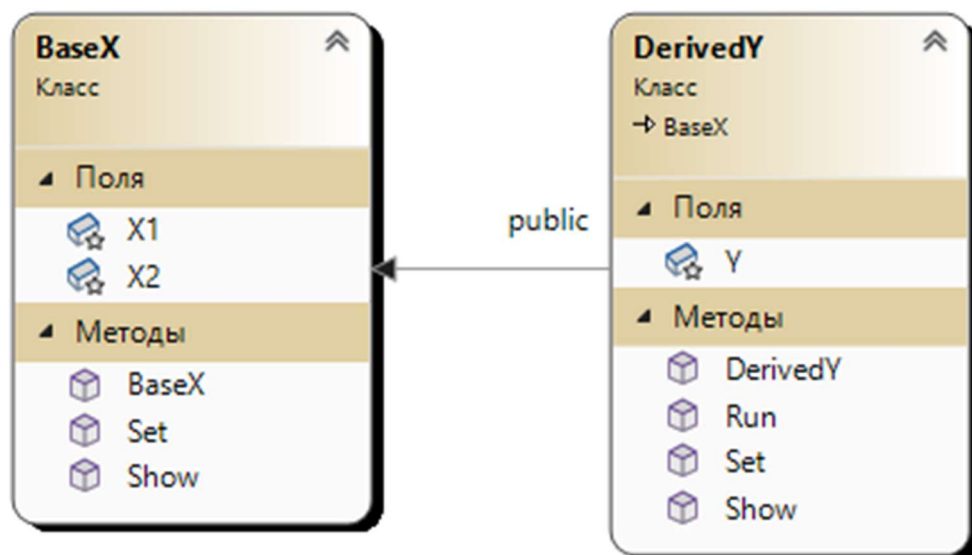 BaseX
Класс
Поля
X1
X2
Методы
BaseX
Set
Show
public
DerivedY
Класс
BaseX
Поля
Y
Методы
DerivedY
Run
Set
Show